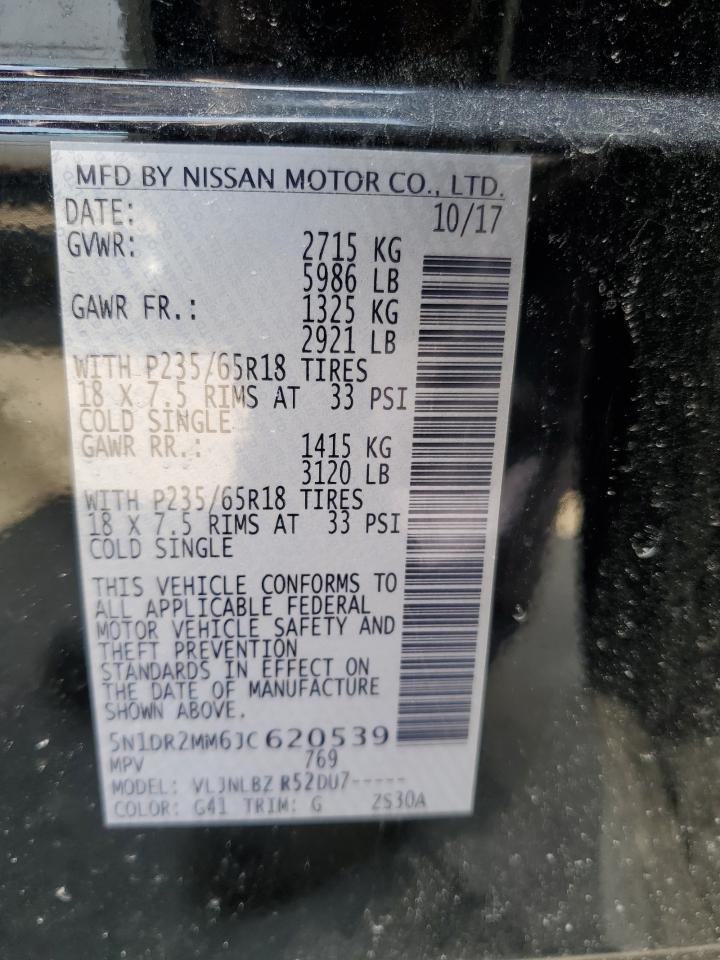 MFD BY NISSAN MOTOR CO., LTD.
DATE: 10/17
GVWR: 2715 KG
5986 LB
GAWR FR.: 1325 KG
2921 LB
WITH P235/65R18 TIRES
18 X 7.5 RIMS AT 33 PSI
COLD SINGLE
GAWR RR.: 1415 KG
3120 LB
WITH P235/65R18 TIRES
18 X 7.5 RIMS AT 33 PSI
COLD SINGLE
THIS VEHICLE CONFORMS TO
ALL APPLICABLE FEDERAL
MOTOR VEHICLE SAFETY AND
THEFT PREVENTION
STANDARDS IN EFFECT ON
THE DATE OF MANUFACTURE
SHOWN ABOVE.
5N1DR2MM6JC620539
MPV 769
MODEL: VLJNLBZ R52DU7-----
COLOR: G41 TRIM: G ZS30A